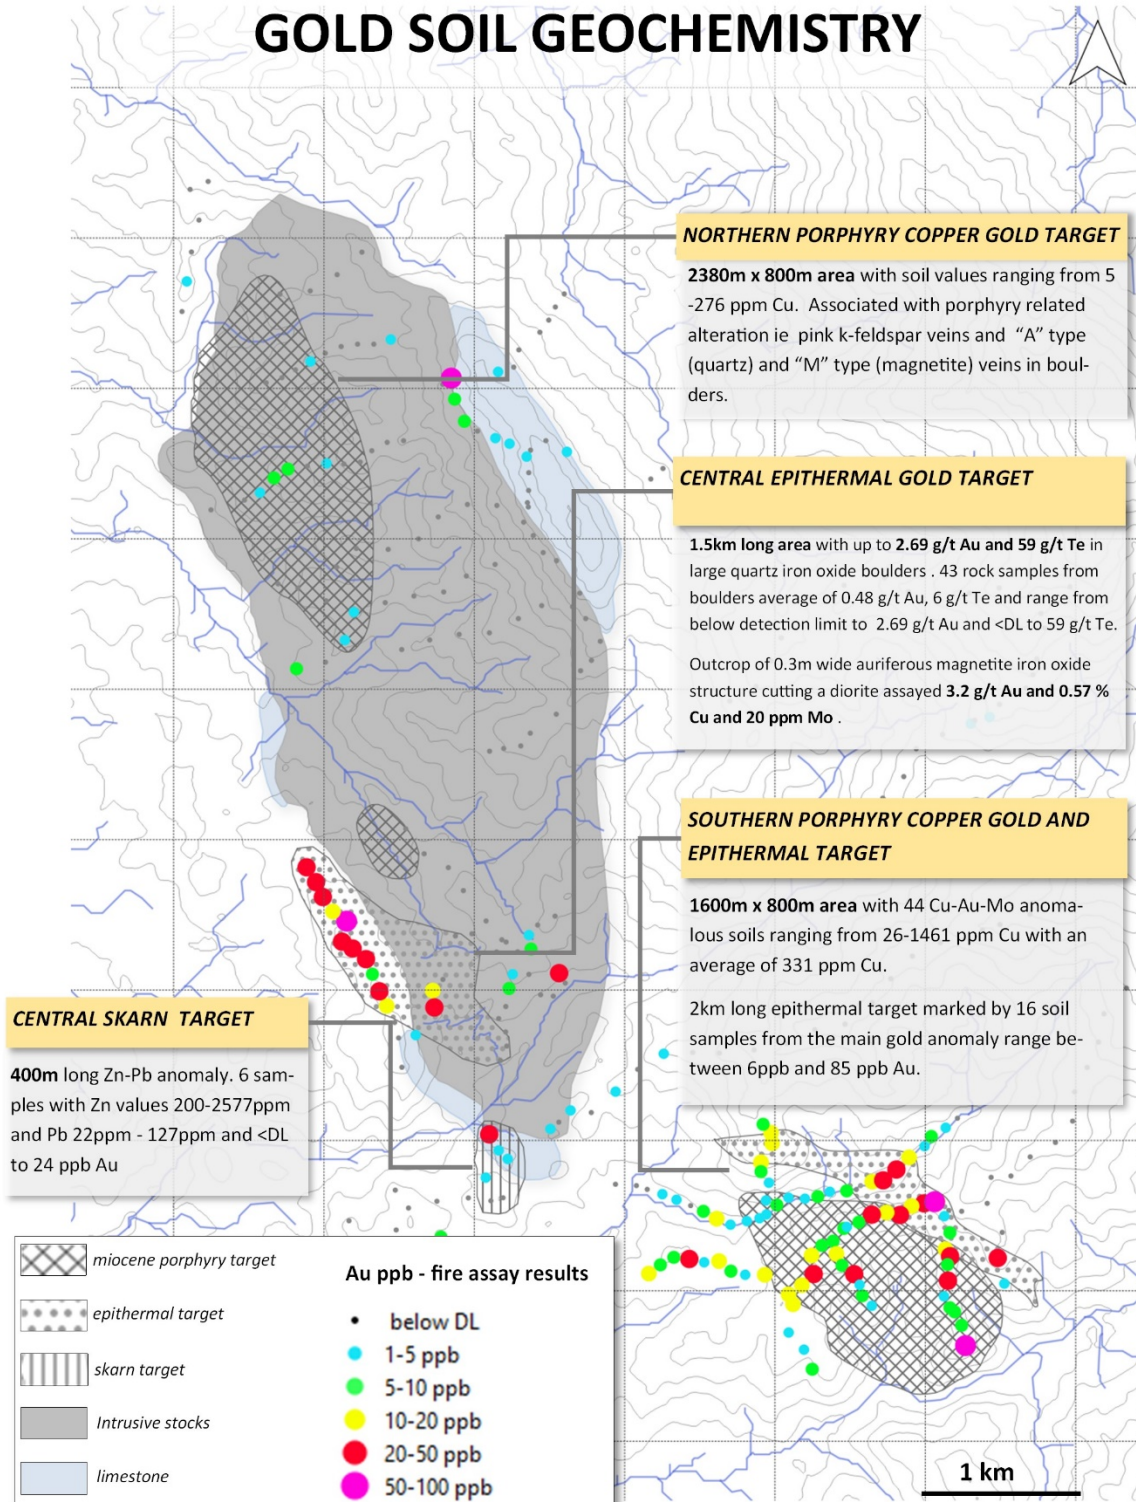 GOLD SOIL GEOCHEMISTRY
NORTHERN PORPHYRY COPPER GOLD TARGET
2380m x 800m area with soil values ranging from 5
-276 ppm Cu. Associated with porphyry related
alteration ie pink k-feldspar veins and “A” type
(quartz) and “M” type (magnetite) veins in boul-
ders.
CENTRAL EPITHERMAL GOLD TARGET
1.5km long area with up to 2.69 g/t Au and 59 g/t Te in
large quartz iron oxide boulders . 43 rock samples from
boulders average of 0.48 g/t Au, 6 g/t Te and range from
below detection limit to 2.69 g/t Au and <DL to 59 g/t Te.
Outcrop of 0.3m wide auriferous magnetite iron oxide
structure cutting a diorite assayed 3.2 g/t Au and 0.57 %
Cu and 20 ppm Mo .
SOUTHERN PORPHYRY COPPER GOLD AND
EPITHERMAL TARGET
1600m x 800m area with 44 Cu-Au-Mo anoma-
lous soils ranging from 26-1461 ppm Cu with an
average of 331 ppm Cu.
2km long epithermal target marked by 16 soil
samples from the main gold anomaly range be-
tween 6ppb and 85 ppb Au.
CENTRAL SKARN TARGET
400m long Zn-Pb anomaly. 6 sam-
ples with Zn values 200-2577ppm
and Pb 22ppm - 127ppm and <DL
to 24 ppb Au
miocene porphyry target
epithermal target
skarn target
Intrusive stocks
limestone
Au ppb - fire assay results
below DL
1-5 ppb
5-10 ppb
10-20 ppb
20-50 ppb
50-100 ppb
1 km